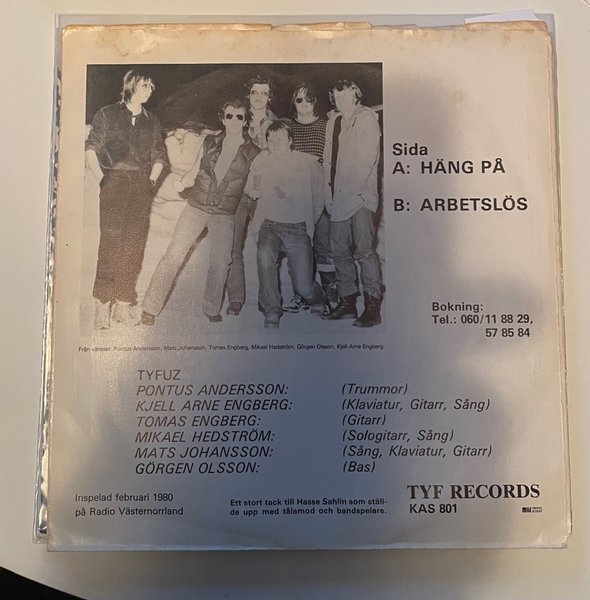 Sida
A: HÄNG PÅ
B: ARBETSLÖS
Bokning:
Tel.: 060/11 88 29,
57 85 84
Från vänster: Pontus Andersson, Mats Johansson, Tomas Engberg, Mikael Hedström, Görgen Olsson, Kjell-Arne Engberg.
TYFUZ
PONTUS ANDERSSON: (Trummor)
KJELL ARNE ENGBERG: (Klaviatur, Gitarr, Sång)
TOMAS ENGBERG: (Gitarr)
MIKAEL HEDSTRÖM: (Sologitarr, Sång)
MATS JOHANSSON: (Sång, Klaviatur, Gitarr)
GÖRGEN OLSSON: (Bas)
Inspelad februari 1980
på Radio Västernorrland
Ett stort tack till Hasse Sahlin som ställ-
de upp med tålamod och bandspelare.
TYF RECORDS
KAS 801